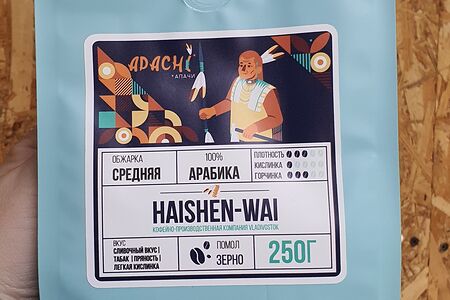 APACHI
•АПАЧИ
ОБЖАРКА
СРЕДНЯЯ
100%
АРАБИКА
ПЛОТНОСТЬ
КИСЛИНКА
ГОРЧИНКА
HAISHEN-WAI
КОФЕЙНО-ПРОИЗВОДСТВЕННАЯ КОМПАНИЯ VLADIVOSTOK
ВКУС
СЛИВОЧНЫЙ ВКУС |
ТАБАК | ПРЯНОСТЬ |
ЛЕГКАЯ КИСЛИНКА
ПОМОЛ
ЗЕРНО
250Г